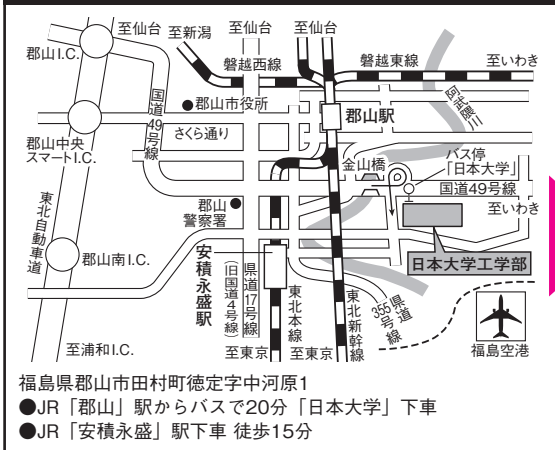 至仙台
至新潟
至仙台
至仙台
郡山I.C.
磐越西線
磐越東線
至いわき
国道49号線
●郡山市役所
郡山駅
阿武隈川
さくら通り
郡山中央
スマートI.C.
金山橋
バス停
「日本大学」
国道49号線
至いわき
郡山●
警察署
東北自動車道
郡山南I.C.
安積永盛駅
県道17号線
(旧国道4号線)
東北本線
東北新幹線
県道
355号線
日本大学工学部
至浦和I.C.
至東京
至東京
福島空港
福島県郡山市田村町徳定字中河原1
●JR「郡山」駅からバスで20分「日本大学」下車
●JR「安積永盛」駅下車 徒歩15分